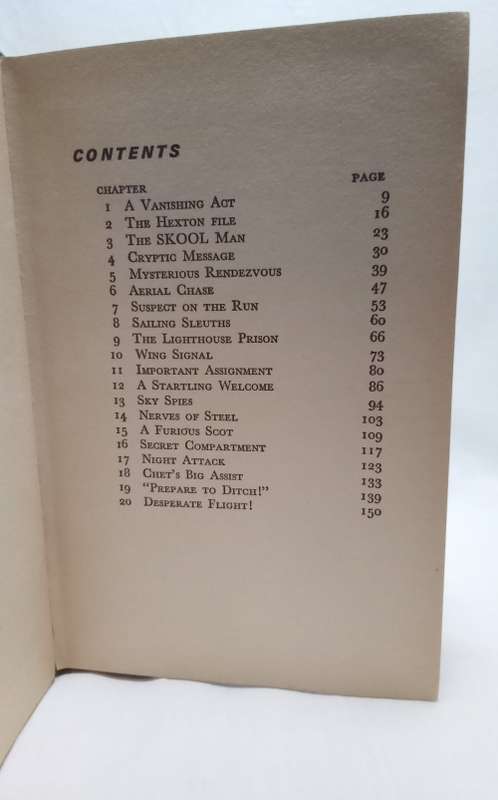 CONTENTS
CHAPTER PAGE
1 A Vanishing Act 9
2 The Hexton file 16
3 The SKOOL Man 23
4 Cryptic Message 30
5 Mysterious Rendezvous 39
6 Aerial Chase 47
7 Suspect on the Run 53
8 Sailing Sleuths 60
9 The Lighthouse Prison 66
10 Wing Signal 73
11 Important Assignment 80
12 A Startling Welcome 86
13 Sky Spies 94
14 Nerves of Steel 103
15 A Furious Scot 109
16 Secret Compartment 117
17 Night Attack 123
18 Chet's Big Assist 133
19 "Prepare to Ditch!" 139
20 Desperate Flight! 150